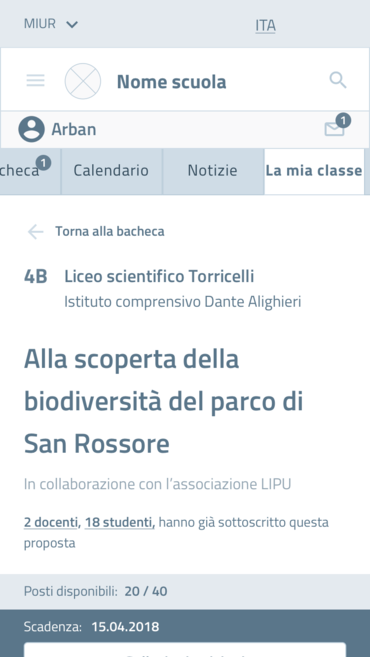 MIUR
ITA
Nome scuola
Arban
1
checa 1
Calendario
Notizie
La mia classe
Torna alla bacheca
4B Liceo scientifico Torricelli
Istituto comprensivo Dante Alighieri
Alla scoperta della
biodiversità del parco di
San Rossore
In collaborazione con l'associazione LIPU
2 docenti, 18 studenti, hanno già sottoscritto questa
proposta
Posti disponibili: 20 / 40
Scadenza: 15.04.2018